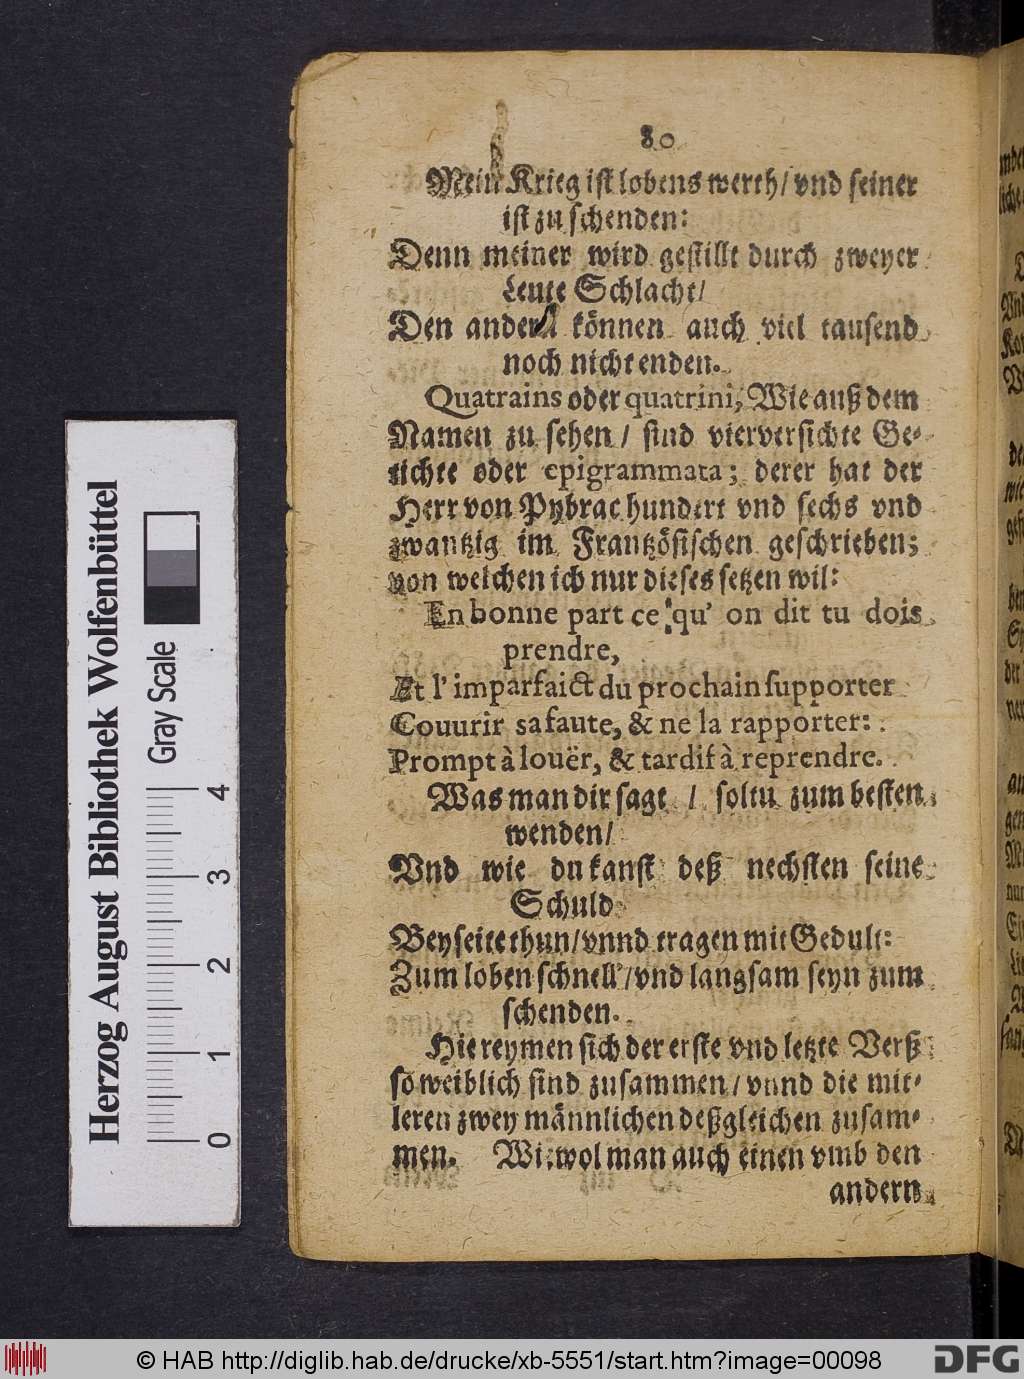 80
Mein Krieg ist lobens werth / vnd seiner
ist zu schenden:
Denn meiner wird gestillt durch zweyer
Leute Schlacht /
Den andern können auch viel tausend
noch nicht enden.
Quatrains oder quatrini, Wie auß dem
Namen zu sehen / sind vierversichte Ge-
tichte oder epigrammata; derer hat der
Herr von Pybrac hundert vnd sechs vnd
zwantzig im Frantzösischen geschrieben;
von welchen ich nur dieses setzen wil:
En bonne part ce qu' on dit tu dois
prendre,
Et l' imparfaict du prochain supporter
Couurir sa faute, & ne la rapporter:
Prompt à louër, & tardif à reprendre.
Was man dir sagt / soltu zum besten
wenden /
Vnd wie du kanst deß nechsten seine
Schuld
Beyseite thun / vnnd tragen mit Gedult:
Zum loben schnell / vnd langsam seyn zum
schenden.
Hie reymen sich der erste vnd letzte Verß
so weiblich sind zusammen / vnnd die mit-
leren zwey männlichen deßgleichen zusam-
men. Wiewol man auch einen vmb den
andern
Herzog August Bibliothek Wolfenbüttel
Gray Scale
0 1 2 3 4
© HAB http://diglib.hab.de/drucke/xb-5551/start.htm?image=00098
DFG